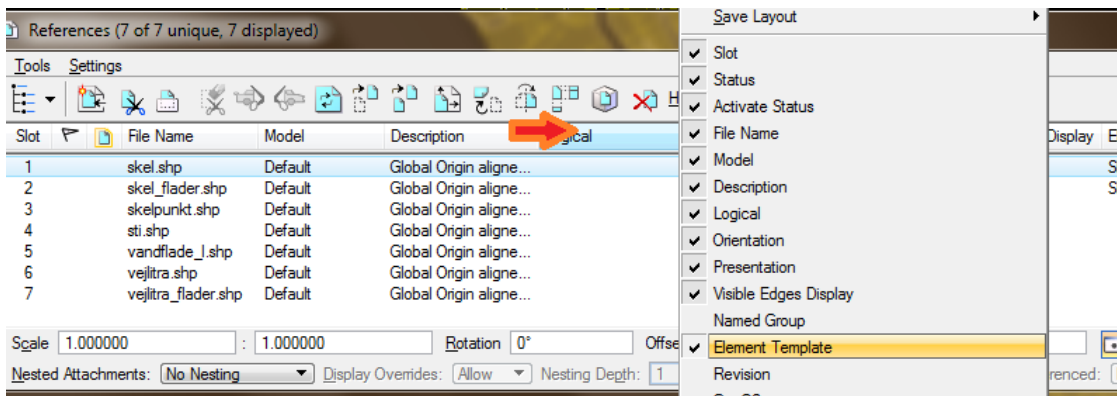 References (7 of 7 unique, 7 displayed)
Tools Settings
Slot File Name Model Description Display
1 skel.shp Default Global Origin aligne...
2 skel_flader.shp Default Global Origin aligne...
3 skelpunkt.shp Default Global Origin aligne...
4 sti.shp Default Global Origin aligne...
5 vandflade_l.shp Default Global Origin aligne...
6 vejlitra.shp Default Global Origin aligne...
7 vejlitra_flader.shp Default Global Origin aligne...
Scale 1.000000 : 1.000000 Rotation 0°
Nested Attachments: No Nesting Display Overrides: Allow Nesting Depth: 1
Save Layout
Slot
Status
Activate Status
File Name
Model
Description
Logical
Orientation
Presentation
Visible Edges Display
Named Group
Element Template
Revision